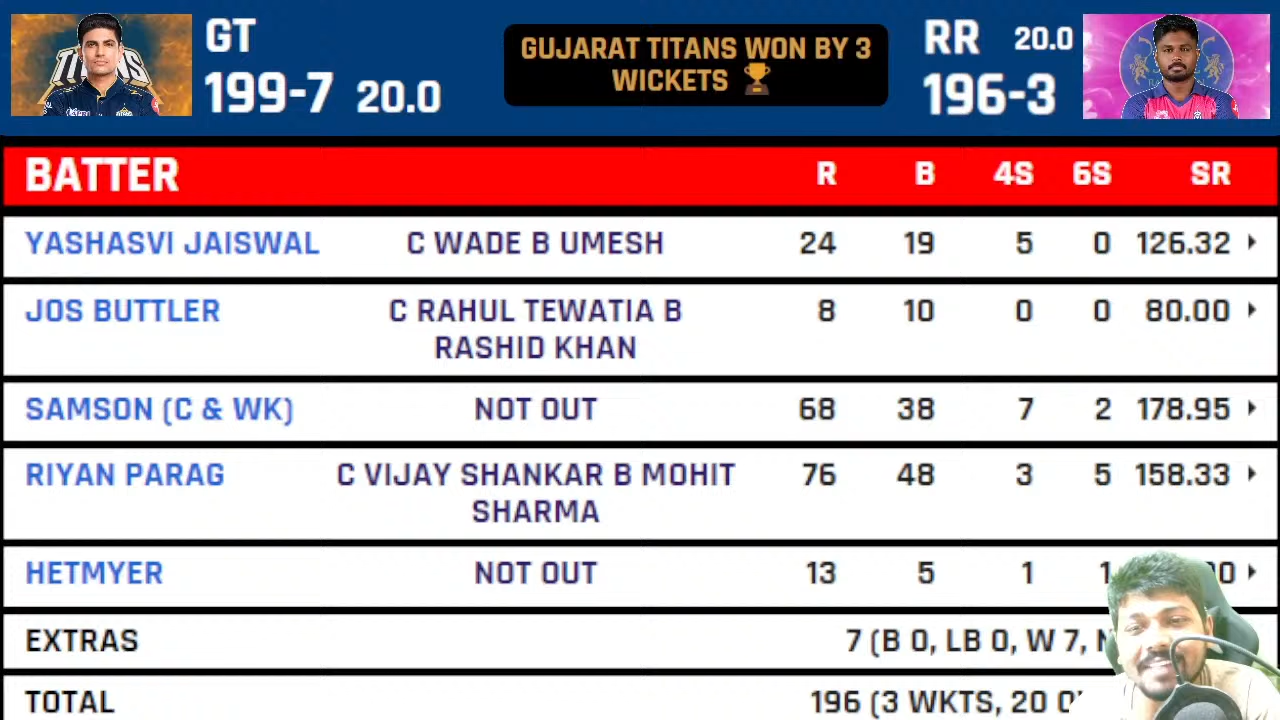 GT
199-7 20.0
GUJARAT TITANS WON BY 3
WICKETS 🏆
RR 20.0
196-3
BATTER R B 4S 6S SR
YASHASVI JAISWAL C WADE B UMESH 24 19 5 0 126.32
JOS BUTTLER C RAHUL TEWATIA B 8 10 0 0 80.00
RASHID KHAN
SAMSON (C & WK) NOT OUT 68 38 7 2 178.95
RIYAN PARAG C VIJAY SHANKAR B MOHIT 76 48 3 5 158.33
SHARMA
HETMYER NOT OUT 13 5 1 1
EXTRAS 7 (B 0, LB 0, W 7,
TOTAL 196 (3 WKTS, 20